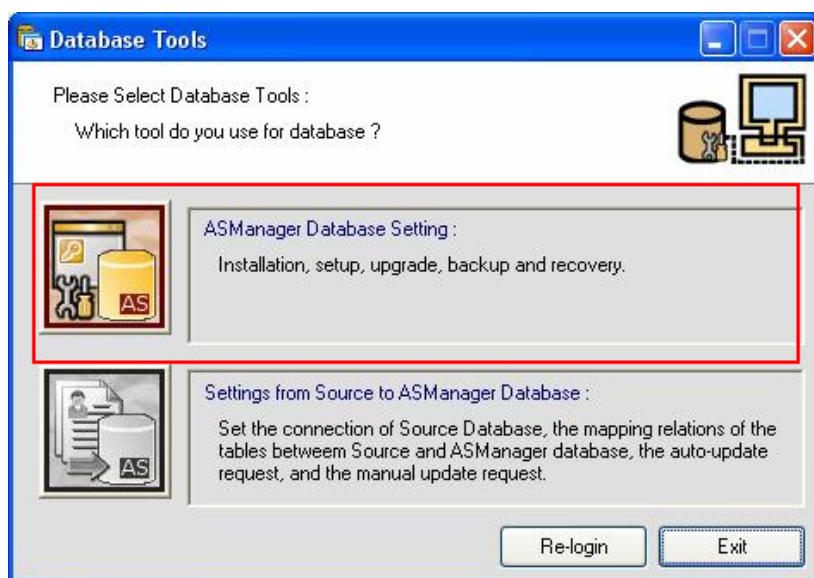 Database Tools
Please Select Database Tools :
Which tool do you use for database ?
ASManager Database Setting :
Installation, setup, upgrade, backup and recovery.
AS
Settings from Source to ASManager Database :
Set the connection of Source Database, the mapping relations of the
tables betweem Source and ASManager database, the auto-update
request, and the manual update request.
AS
Re-login
Exit